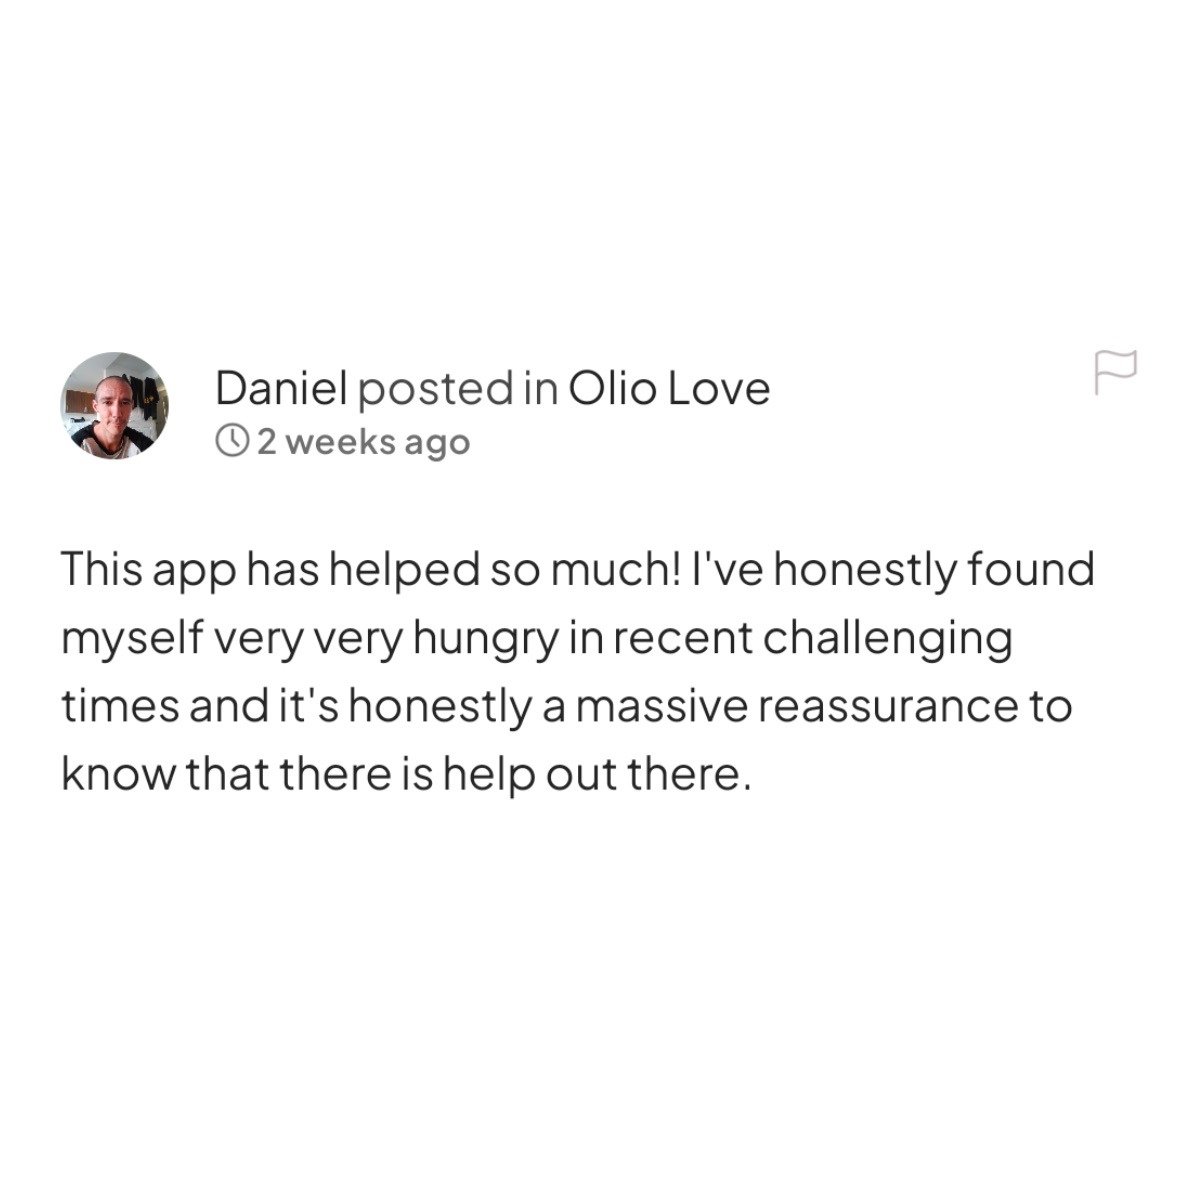 Daniel posted in Olio Love
2 weeks ago
This app has helped so much! I've honestly found
myself very very hungry in recent challenging
times and it's honestly a massive reassurance to
know that there is help out there.